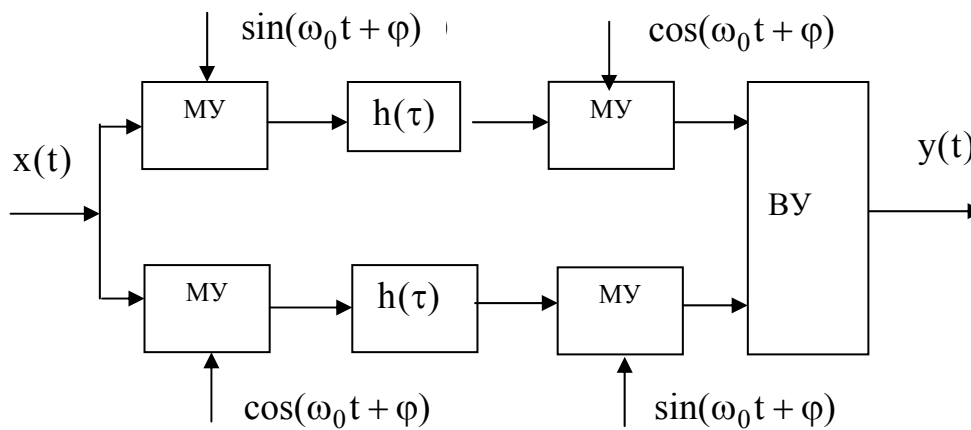 sin(ω₀t + φ) (
cos(ω₀t + φ)
МУ
h(τ)
МУ
x(t)
y(t)
ВУ
МУ
h(τ)
МУ
cos(ω₀t + φ)
sin(ω₀t + φ)